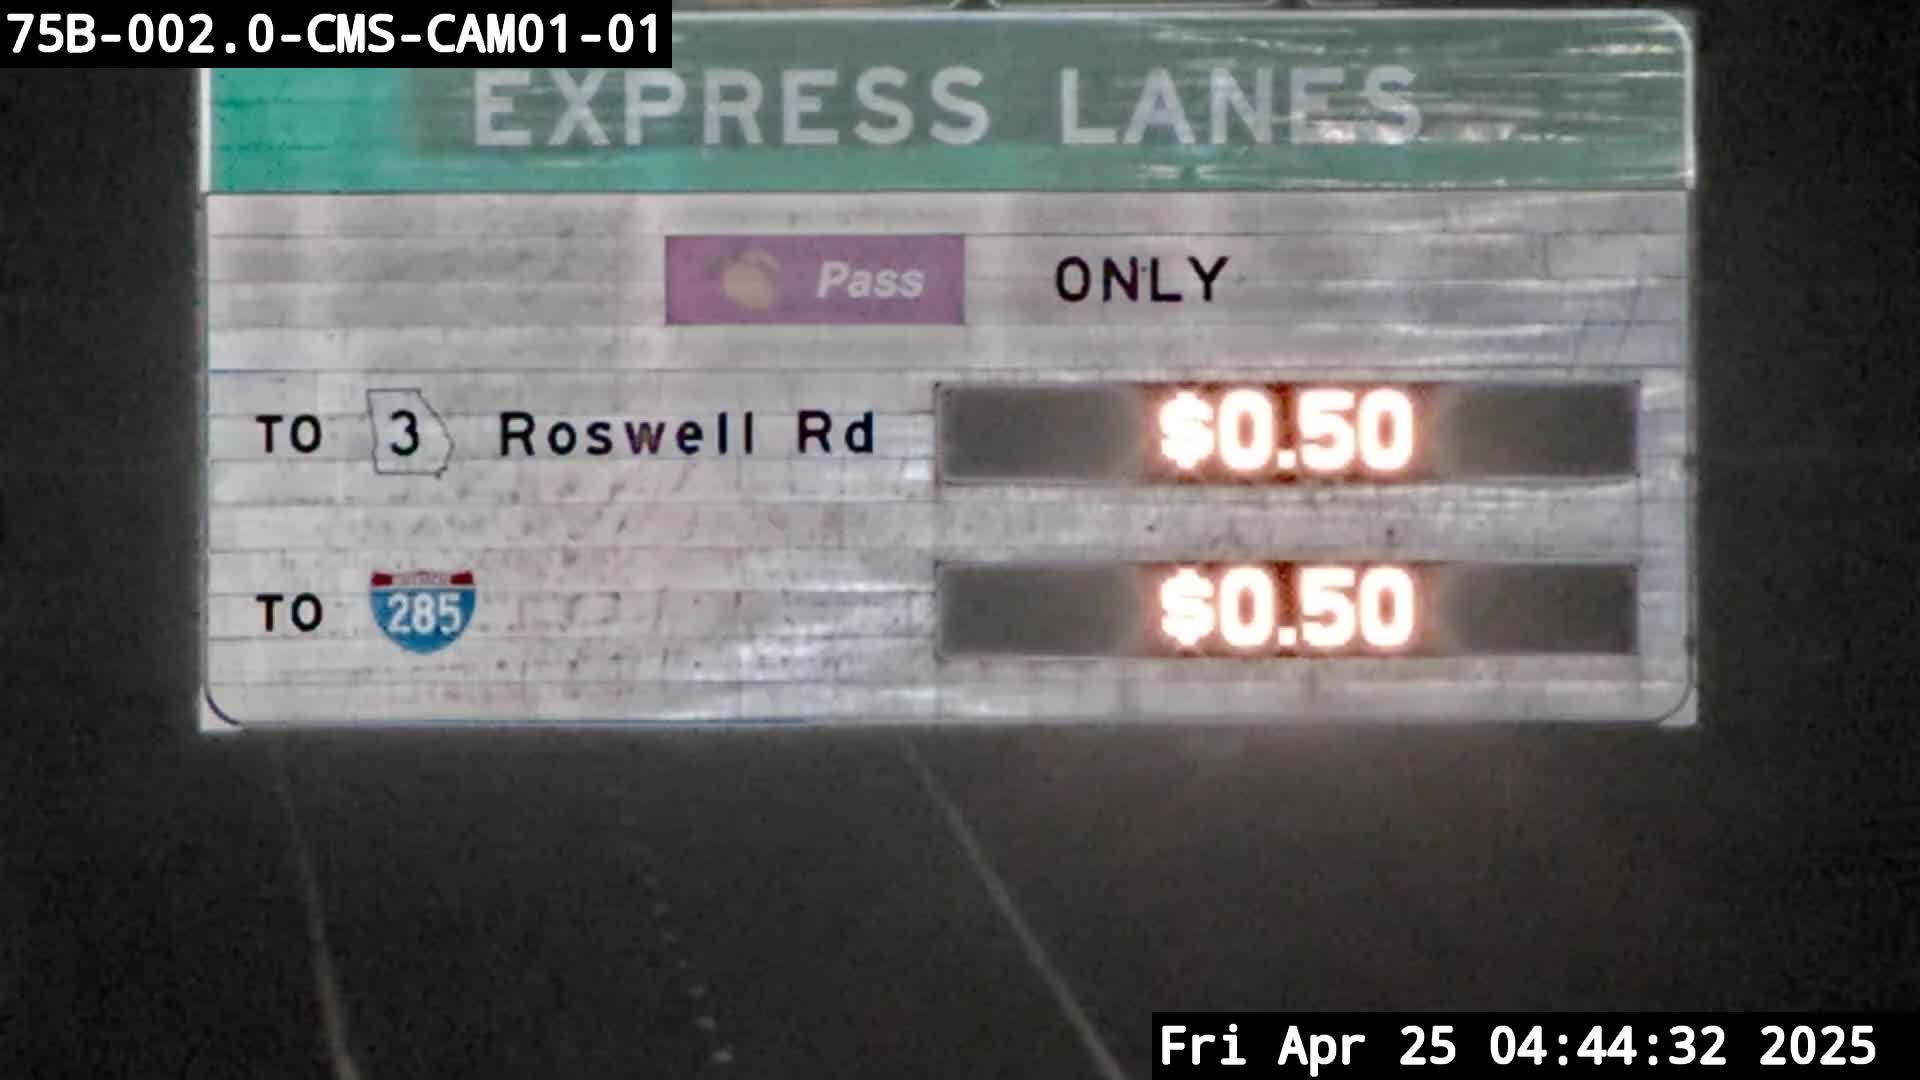 75B-002.0-CMS-CAM01-01
EXPRESS LANES
Pass ONLY
TO 3 Roswell Rd $0.50
TO 285 $0.50
Fri Apr 25 04:44:32 2025